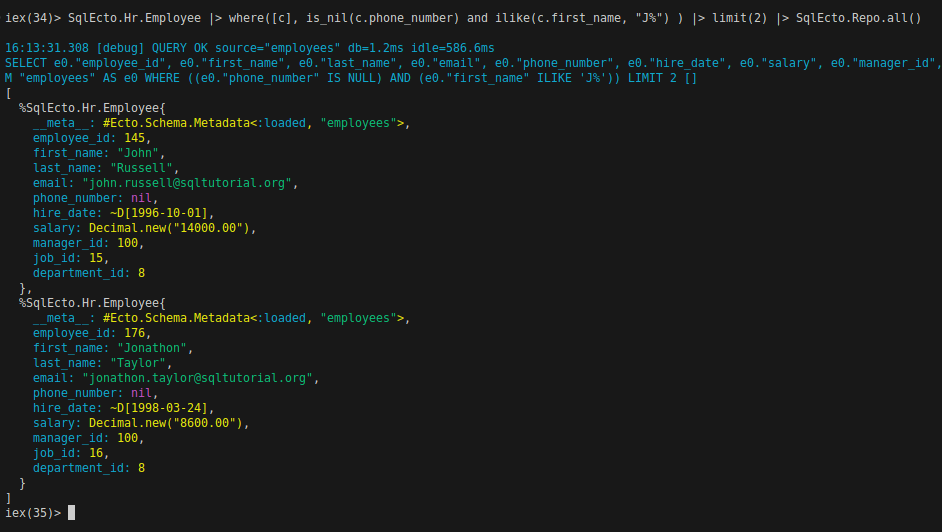 iex(34)> SqlEcto.Hr.Employee |> where([c], is_nil(c.phone_number) and ilike(c.first_name, "J%") ) |> limit(2) |> SqlEcto.Repo.all()
16:13:31.308 [debug] QUERY OK source="employees" db=1.2ms idle=586.6ms
SELECT e0."employee_id", e0."first_name", e0."last_name", e0."email", e0."phone_number", e0."hire_date", e0."salary", e0."manager_id",
M "employees" AS e0 WHERE ((e0."phone_number" IS NULL) AND (e0."first_name" ILIKE 'J%')) LIMIT 2 []
[
  %SqlEcto.Hr.Employee{
    __meta__: #Ecto.Schema.Metadata<:loaded, "employees">,
    employee_id: 145,
    first_name: "John",
    last_name: "Russell",
    email: "john.russell@sqltutorial.org",
    phone_number: nil,
    hire_date: ~D[1996-10-01],
    salary: Decimal.new("14000.00"),
    manager_id: 100,
    job_id: 15,
    department_id: 8
  },
  %SqlEcto.Hr.Employee{
    __meta__: #Ecto.Schema.Metadata<:loaded, "employees">,
    employee_id: 176,
    first_name: "Jonathon",
    last_name: "Taylor",
    email: "jonathon.taylor@sqltutorial.org",
    phone_number: nil,
    hire_date: ~D[1998-03-24],
    salary: Decimal.new("8600.00"),
    manager_id: 100,
    job_id: 16,
    department_id: 8
  }
]
iex(35)>